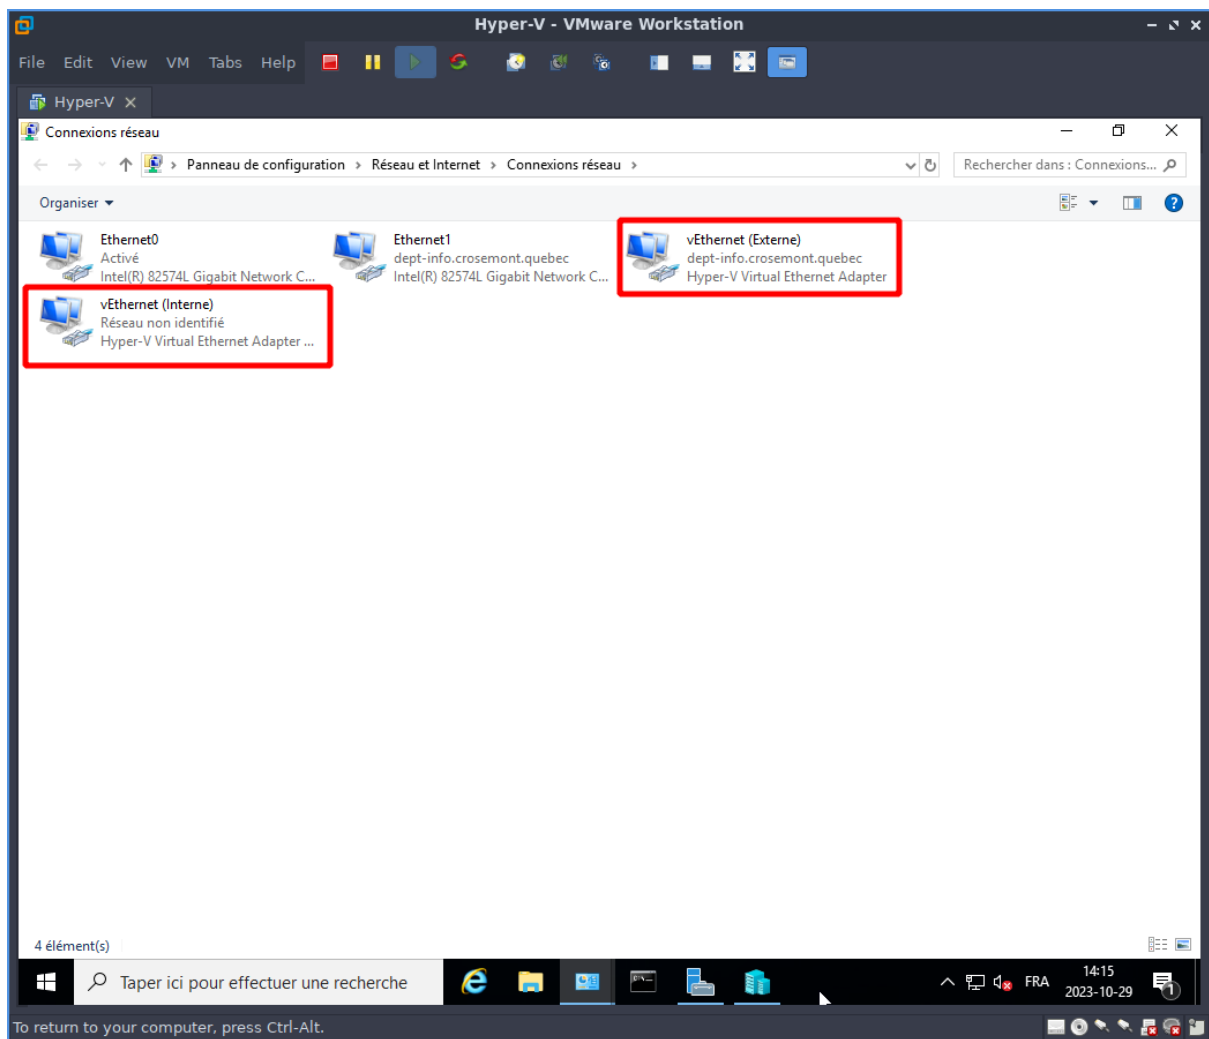 Hyper-V - VMware Workstation
File Edit View VM Tabs Help
Hyper-V
Connexions réseau
Panneau de configuration > Réseau et Internet > Connexions réseau >
Rechercher dans : Connexions...
Organiser
Ethernet0
Activé
Intel(R) 82574L Gigabit Network C...
Ethernet1
dept-info.crosemont.quebec
Intel(R) 82574L Gigabit Network C...
vEthernet (Externe)
dept-info.crosemont.quebec
Hyper-V Virtual Ethernet Adapter
vEthernet (Interne)
Réseau non identifié
Hyper-V Virtual Ethernet Adapter ...
4 élément(s)
Taper ici pour effectuer une recherche
FRA
14:15
2023-10-29
1
To return to your computer, press Ctrl-Alt.